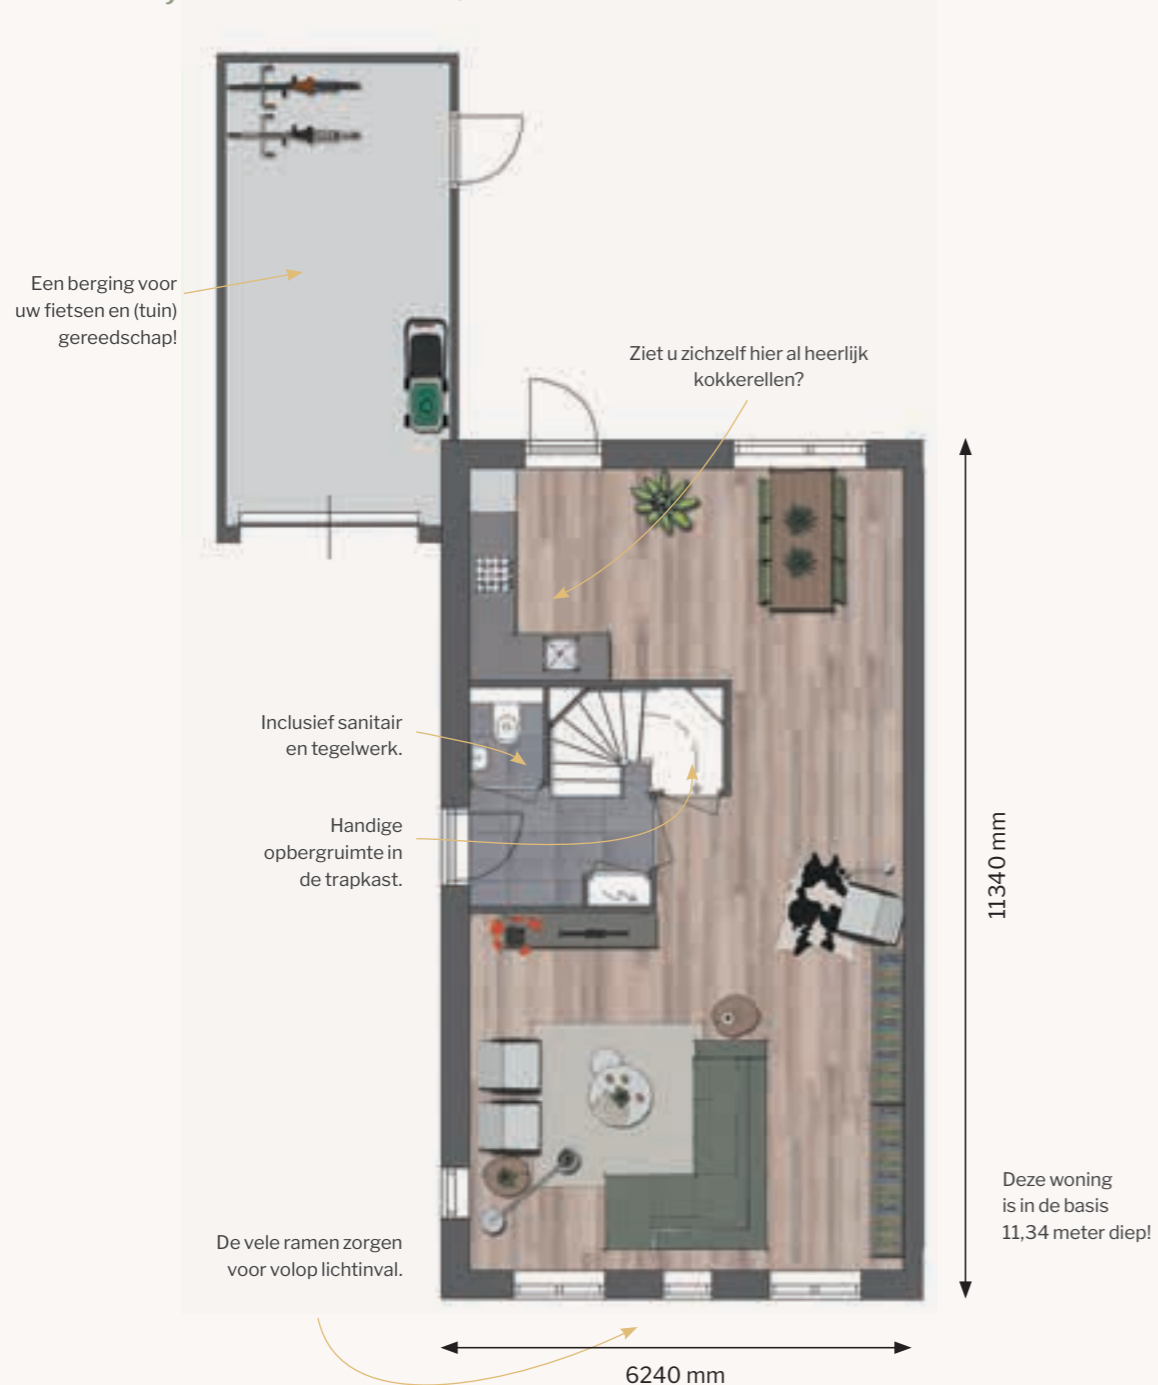 Een berging voor
uw fietsen en (tuin)
gereedschap!
Ziet u zichzelf hier al heerlijk
kokkerellen?
Inclusief sanitair
en tegelwerk.
Handige
opbergruimte in
de trapkast.
11340 mm
Deze woning
is in de basis
11,34 meter diep!
De vele ramen zorgen
voor volop lichtinval.
6240 mm